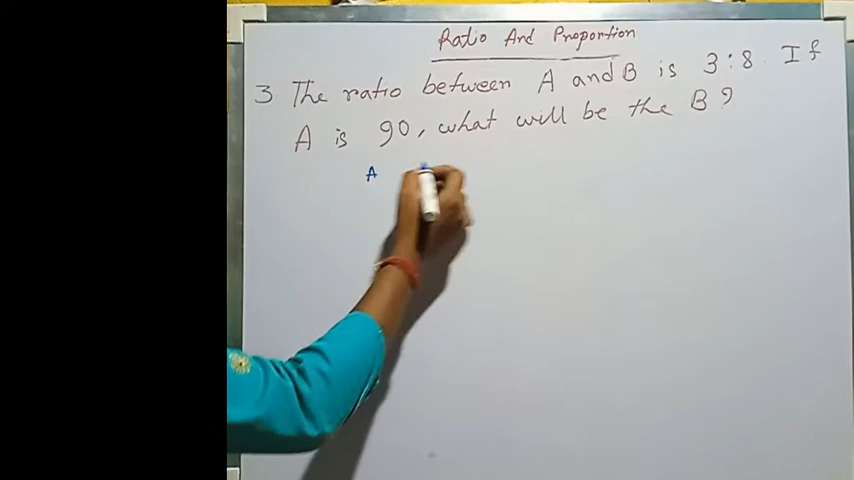 Ratio And Proportion
3 The ratio between A and B is 3:8. If
A is 90, what will be the B?
A